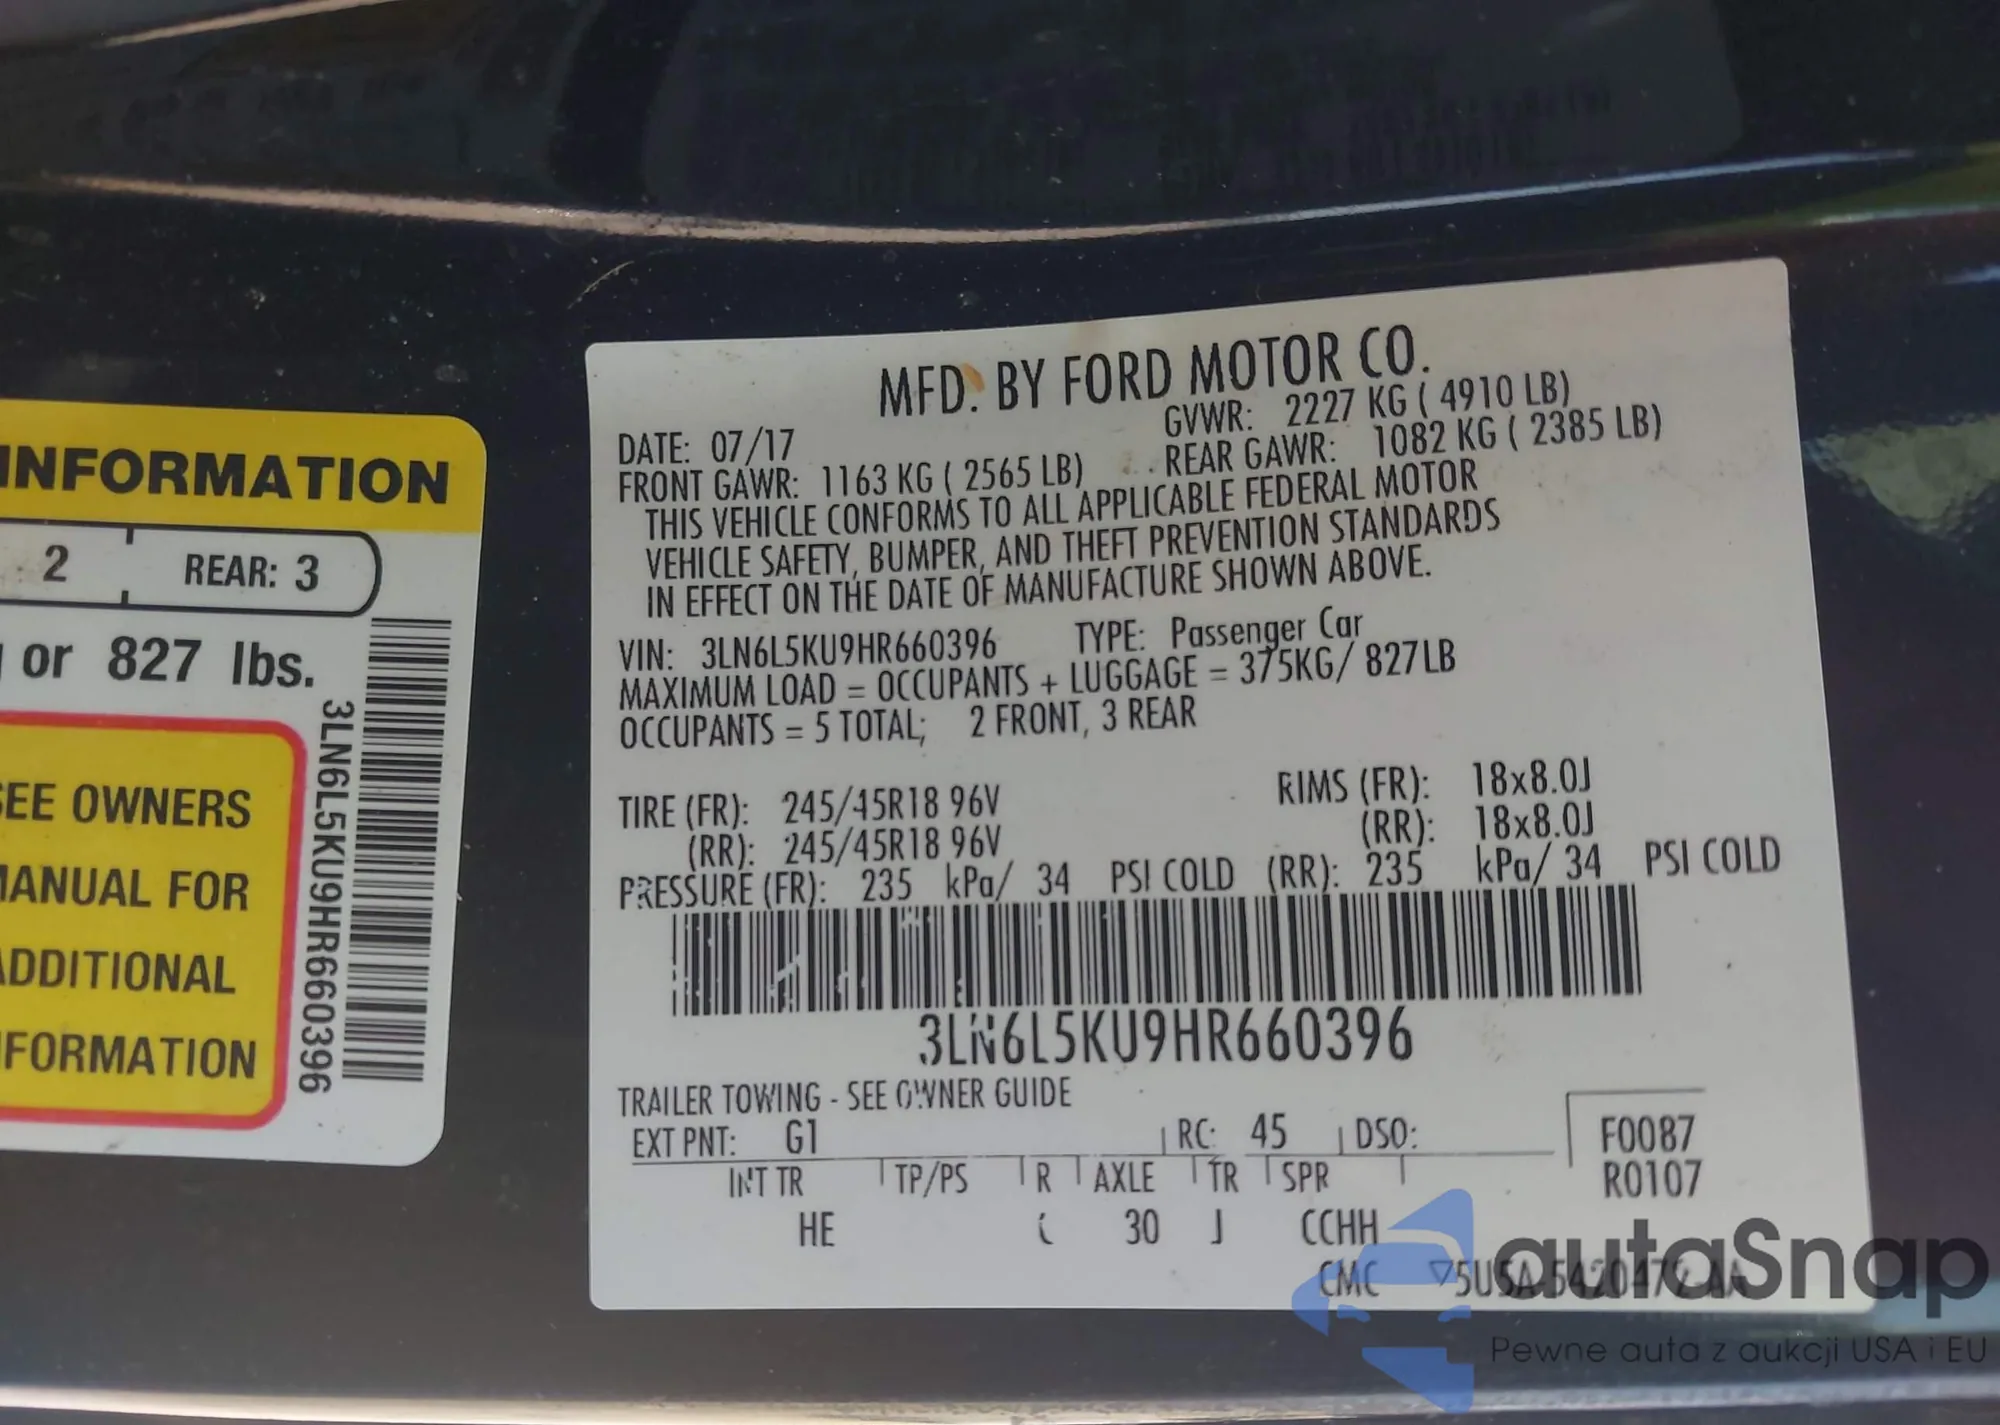 INFORMATION
2 REAR: 3
or 827 lbs.
SEE OWNERS
MANUAL FOR
ADDITIONAL
INFORMATION
3LN6L5KU9HR660396
MFD. BY FORD MOTOR CO.
DATE: 07/17 GVWR: 2227 KG ( 4910 LB)
FRONT GAWR: 1163 KG ( 2565 LB) REAR GAWR: 1082 KG ( 2385 LB)
THIS VEHICLE CONFORMS TO ALL APPLICABLE FEDERAL MOTOR
VEHICLE SAFETY, BUMPER, AND THEFT PREVENTION STANDARDS
IN EFFECT ON THE DATE OF MANUFACTURE SHOWN ABOVE.
VIN: 3LN6L5KU9HR660396 TYPE: Passenger Car
MAXIMUM LOAD = OCCUPANTS + LUGGAGE = 375KG/ 827LB
OCCUPANTS = 5 TOTAL; 2 FRONT, 3 REAR
TIRE (FR): 245/45R18 96V RIMS (FR): 18x8.0J
(RR): 245/45R18 96V (RR): 18x8.0J
PRESSURE (FR): 235 kPa/ 34 PSI COLD (RR): 235 kPa/ 34 PSI COLD
3LN6L5KU9HR660396
TRAILER TOWING - SEE OWNER GUIDE
EXT PNT: G1 RC: 45 DSO: F0087
INT TR TP/PS R AXLE TR SPR R0107
HE 30 J CCHH
CMC 5U5A-5420472-AA
autaSnap
Pewne auta z aukcji USA i EU